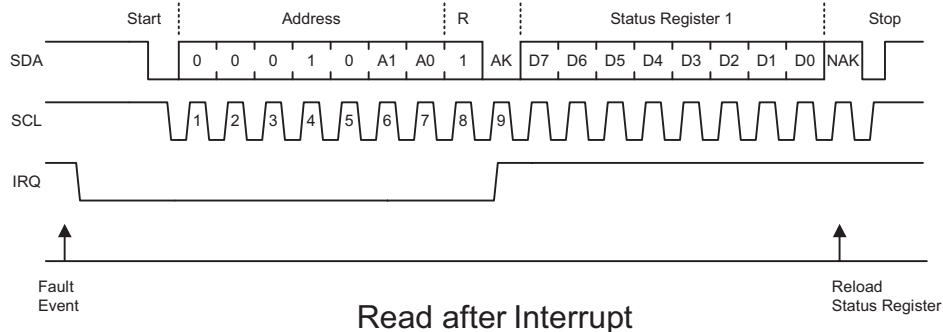 Start Address R Status Register 1 Stop
SDA 0 0 0 1 0 A1 A0 1 AK D7 D6 D5 D4 D3 D2 D1 D0 NAK
SCL 1 2 3 4 5 6 7 8 9
IRQ
Fault
Event
Reload
Status Register
Read after Interrupt